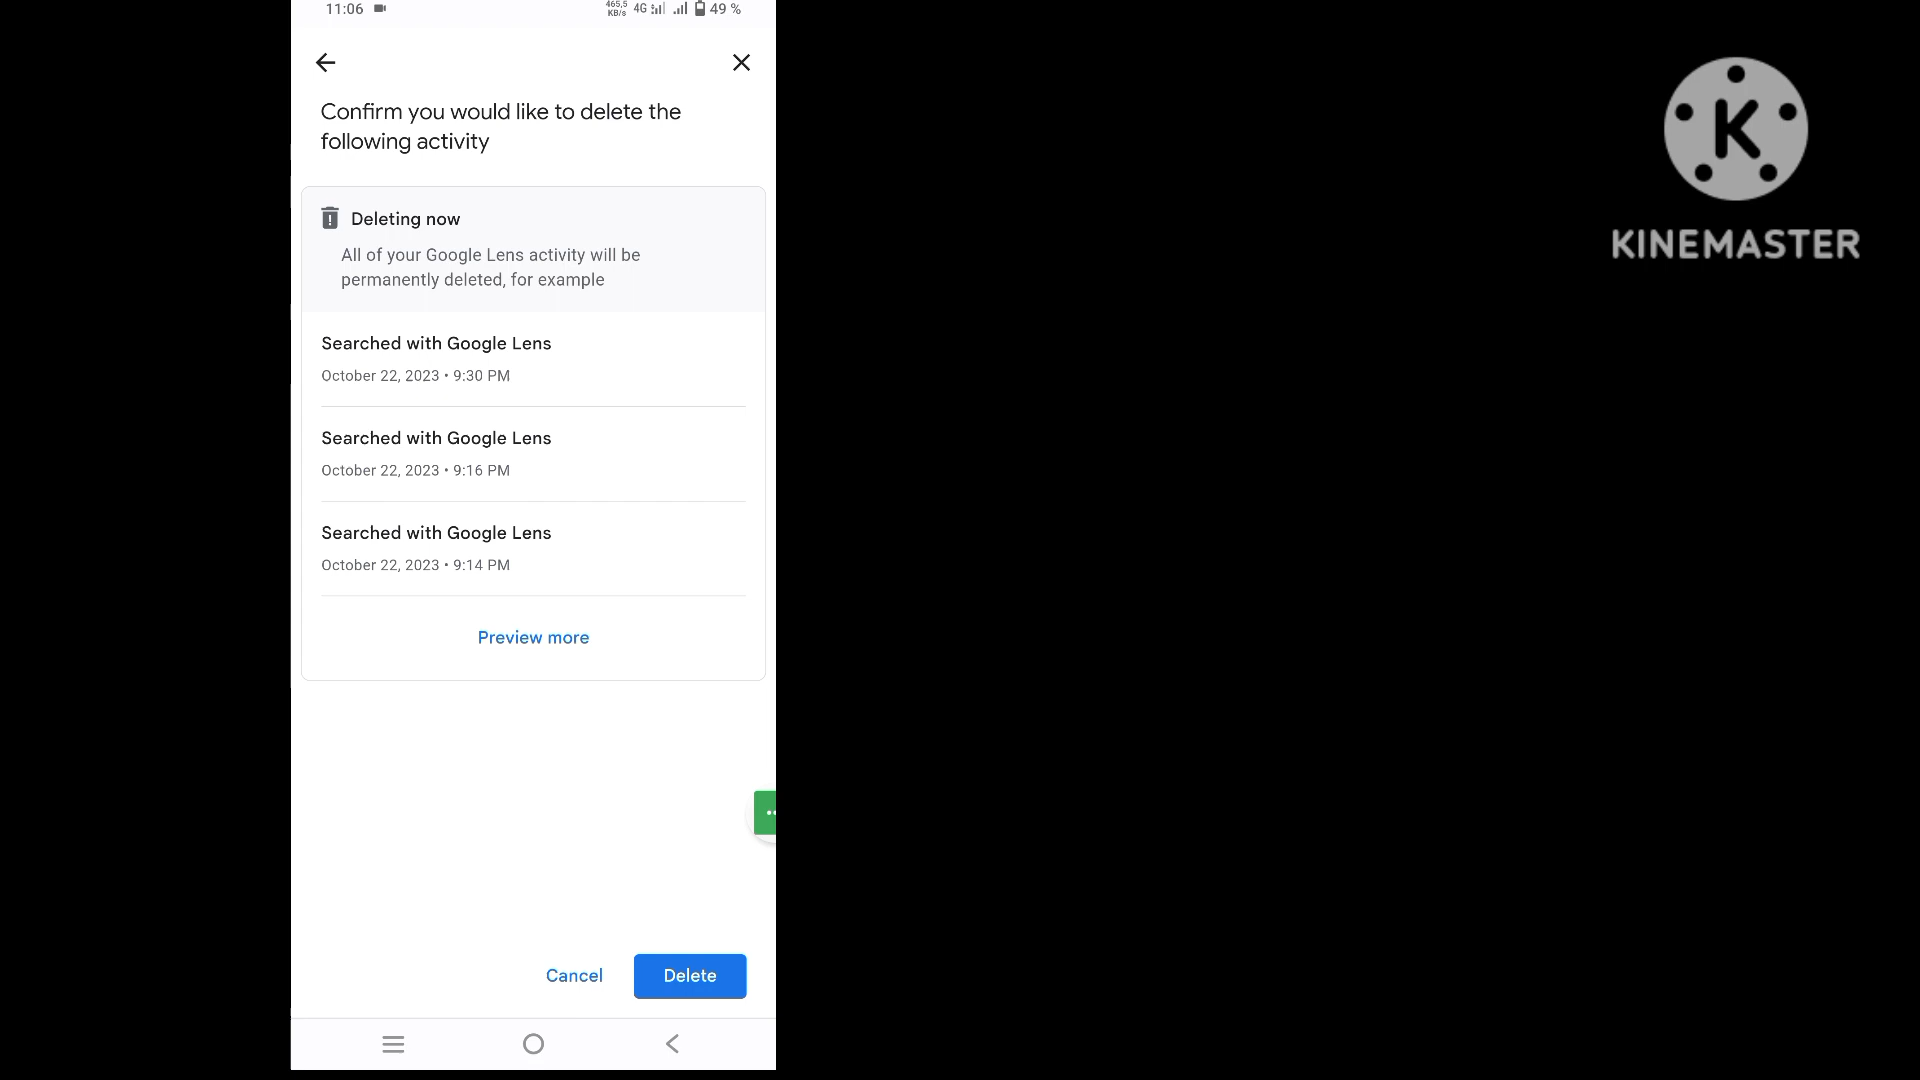 11:06
465,5
KB/s
4G
49 %
Confirm you would like to delete the
following activity
Deleting now
All of your Google Lens activity will be
permanently deleted, for example
Searched with Google Lens
October 22, 2023 • 9:30 PM
Searched with Google Lens
October 22, 2023 • 9:16 PM
Searched with Google Lens
October 22, 2023 • 9:14 PM
Preview more
Cancel
Delete
K
KINEMASTER